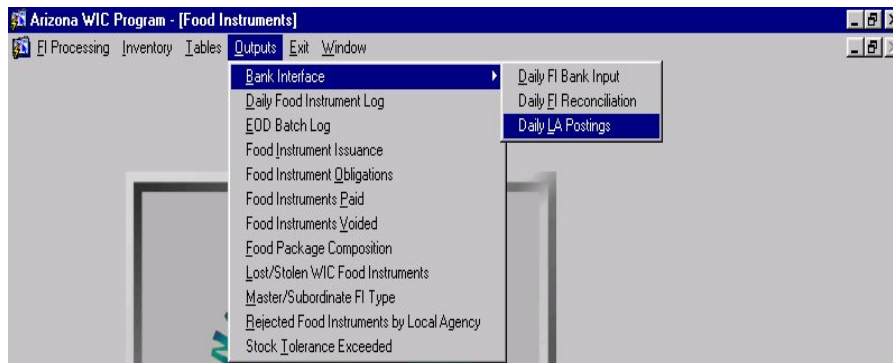 Arizona WIC Program - [Food Instruments]
FI Processing Inventory Tables Outputs Exit Window
Bank Interface
Daily Food Instrument Log
EOD Batch Log
Food Instrument Issuance
Food Instrument Obligations
Food Instruments Paid
Food Instruments Voided
Food Package Composition
Lost/Stolen WIC Food Instruments
Master/Subordinate FI Type
Rejected Food Instruments by Local Agency
Stock Tolerance Exceeded
Daily FI Bank Input
Daily FI Reconciliation
Daily LA Postings